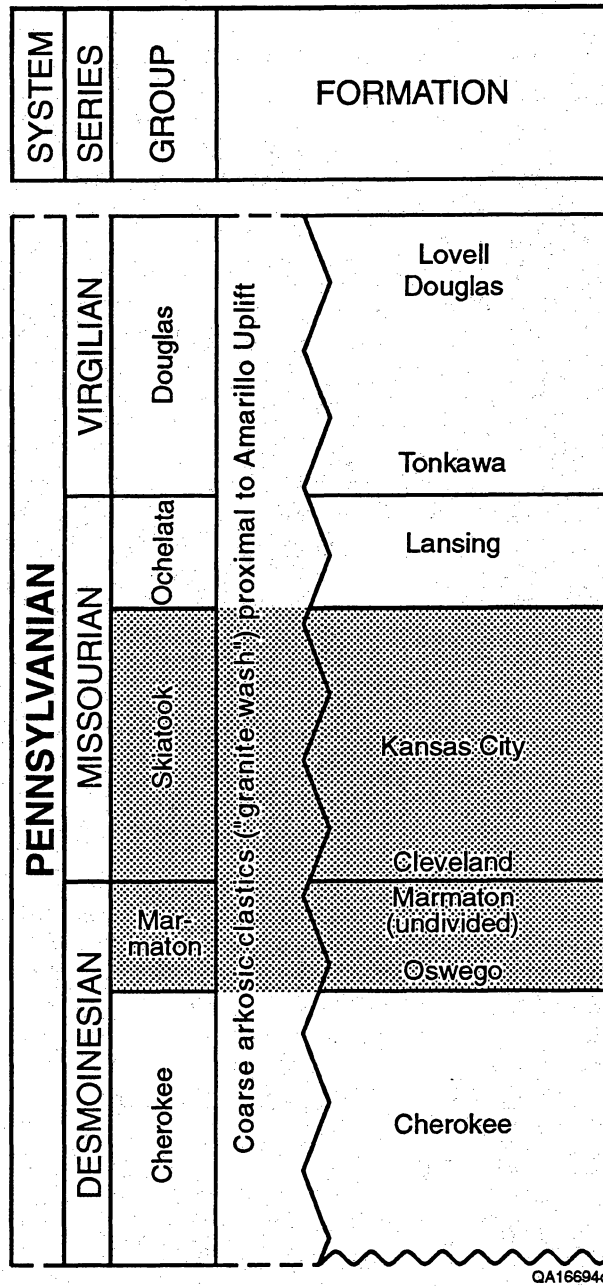 SYSTEM
SERIES
GROUP
FORMATION
PENNSYLVANIAN
VIRGILIAN
MISSOURIAN
DESMOINESIAN
Douglas
Ochelata
Skiatook
Mar-
maton
Cherokee
Coarse arkosic clastics ("granite wash") proximal to Amarillo Uplift
Lovell
Douglas
Tonkawa
Lansing
Kansas City
Cleveland
Marmaton
(undivided)
Oswego
Cherokee